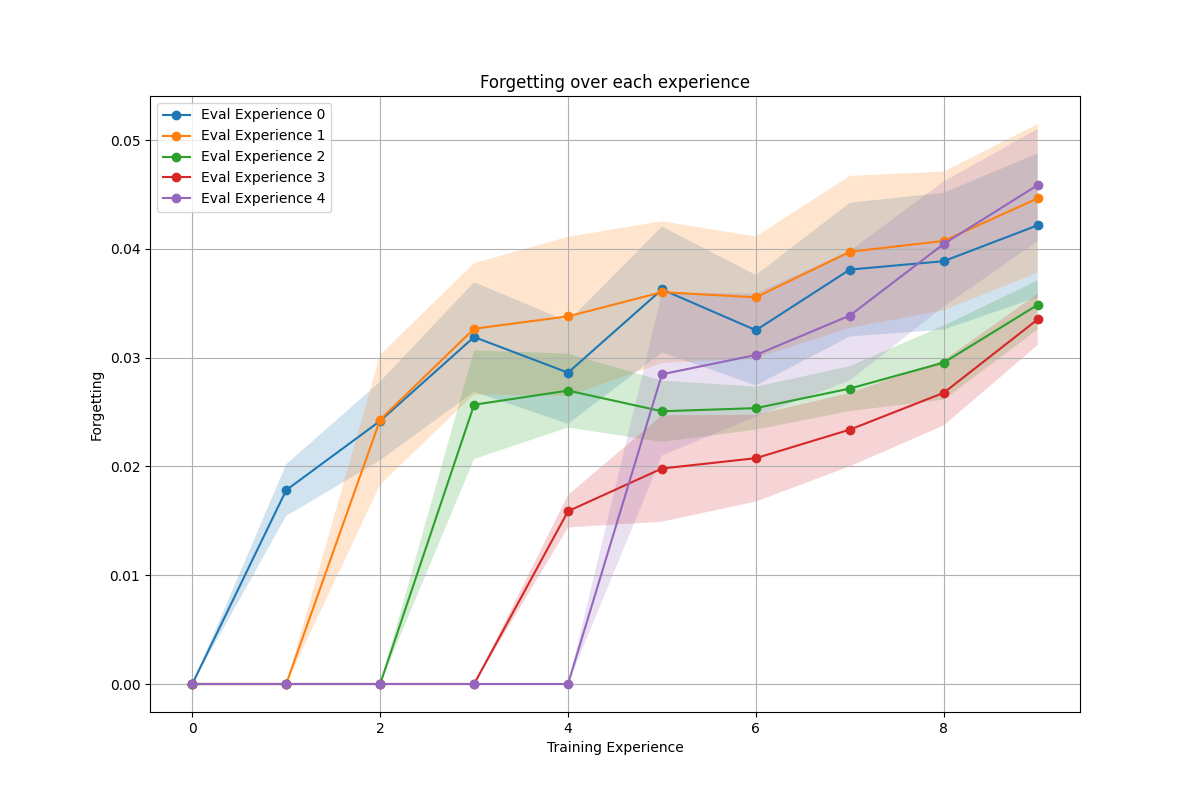 Forgetting over each experience
Eval Experience 0
Eval Experience 1
Eval Experience 2
Eval Experience 3
Eval Experience 4
0.05
0.04
0.03
0.02
0.01
0.00
Forgetting
0 2 4 6 8
Training Experience